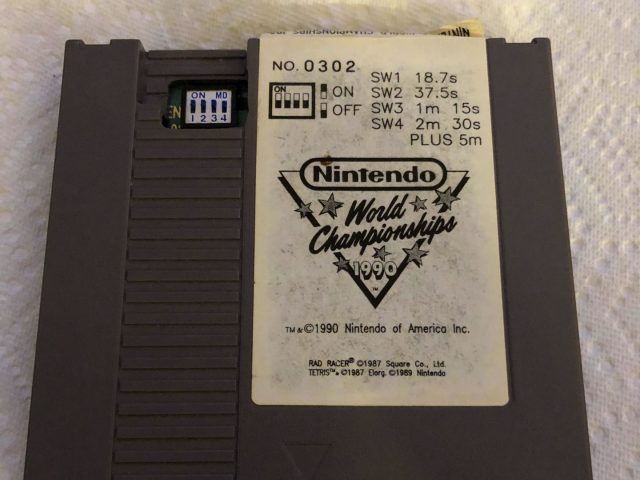 NO. 0302
SW1 18.7s
ON SW2 37.5s
OFF SW3 1m 15s
SW4 2m 30s
PLUS 5m
ON
ON MD
1 2 3 4
EN
Nintendo
World
Championships
1990
TM
TM & ©1990 Nintendo of America Inc.
RAD RACER® ©1987 Square Co., Ltd.
TETRIS™ ©1987 Elorg. ©1989 Nintendo